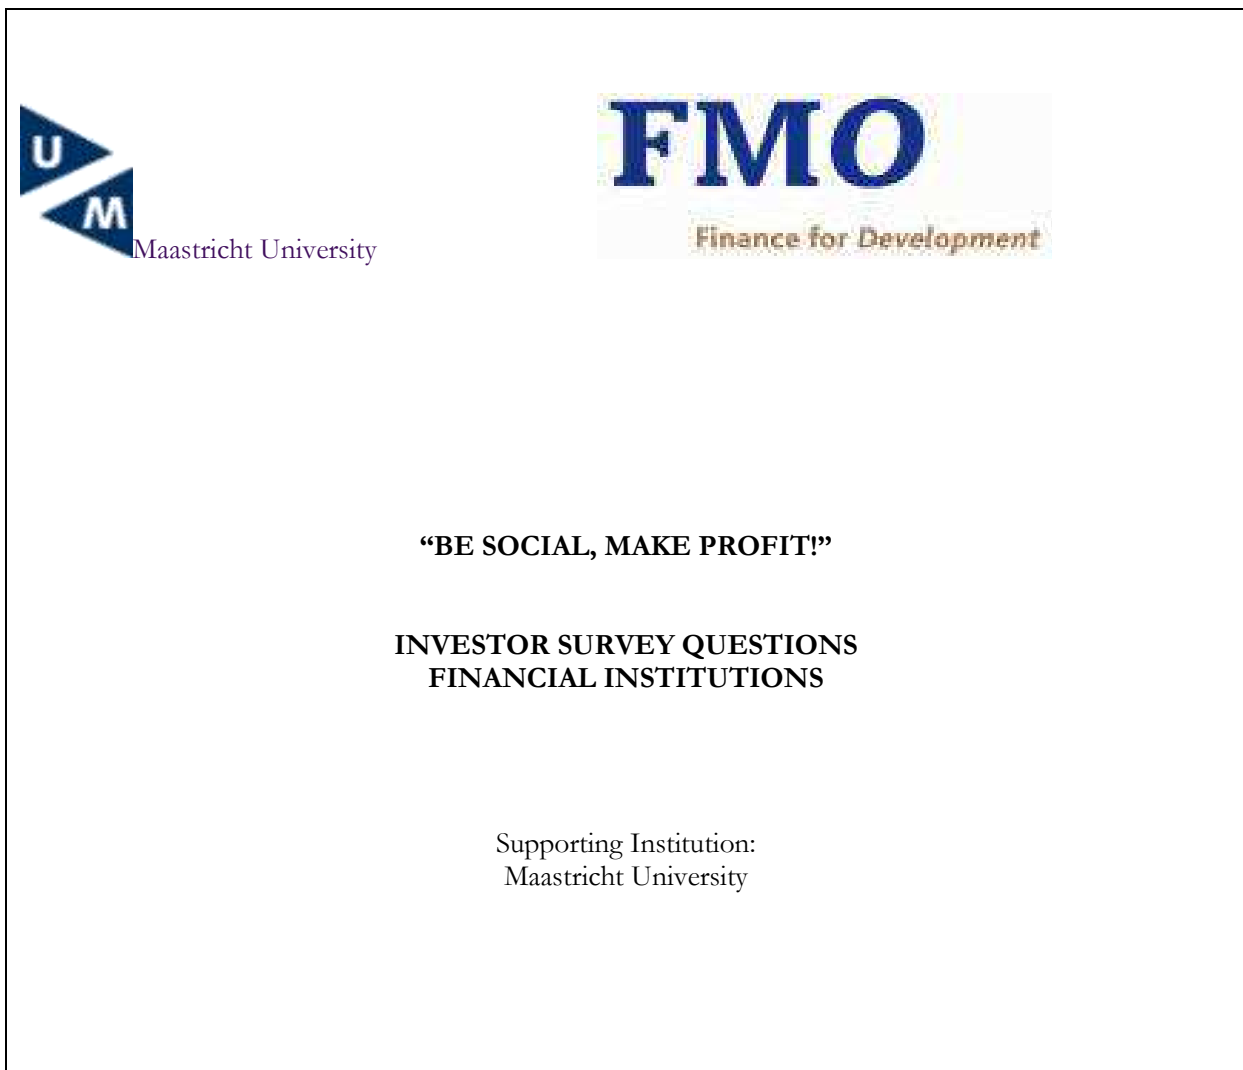 U
M
Maastricht University
FMO
Finance for Development
“BE SOCIAL, MAKE PROFIT!”
INVESTOR SURVEY QUESTIONS
FINANCIAL INSTITUTIONS
Supporting Institution:
Maastricht University